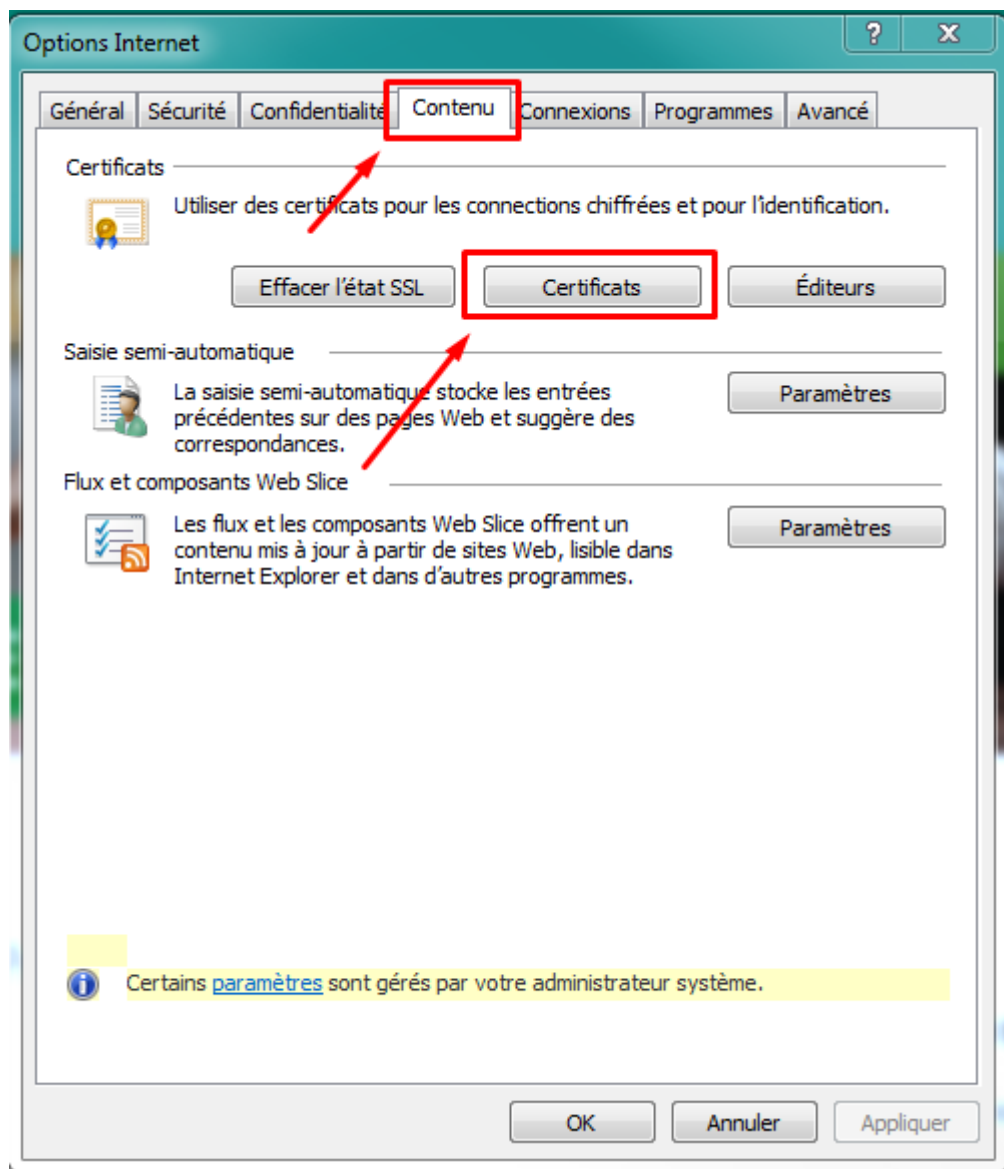 Options Internet
?
Général Sécurité Confidentialité Contenu Connexions Programmes Avancé
Certificats
Utiliser des certificats pour les connections chiffrées et pour l'identification.
Effacer l'état SSL Certificats Éditeurs
Saisie semi-automatique
La saisie semi-automatique stocke les entrées
précédentes sur des pages Web et suggère des
correspondances.
Paramètres
Flux et composants Web Slice
Les flux et les composants Web Slice offrent un
contenu mis à jour à partir de sites Web, lisible dans
Internet Explorer et dans d'autres programmes.
Paramètres
Certains paramètres sont gérés par votre administrateur système.
OK Annuler Appliquer